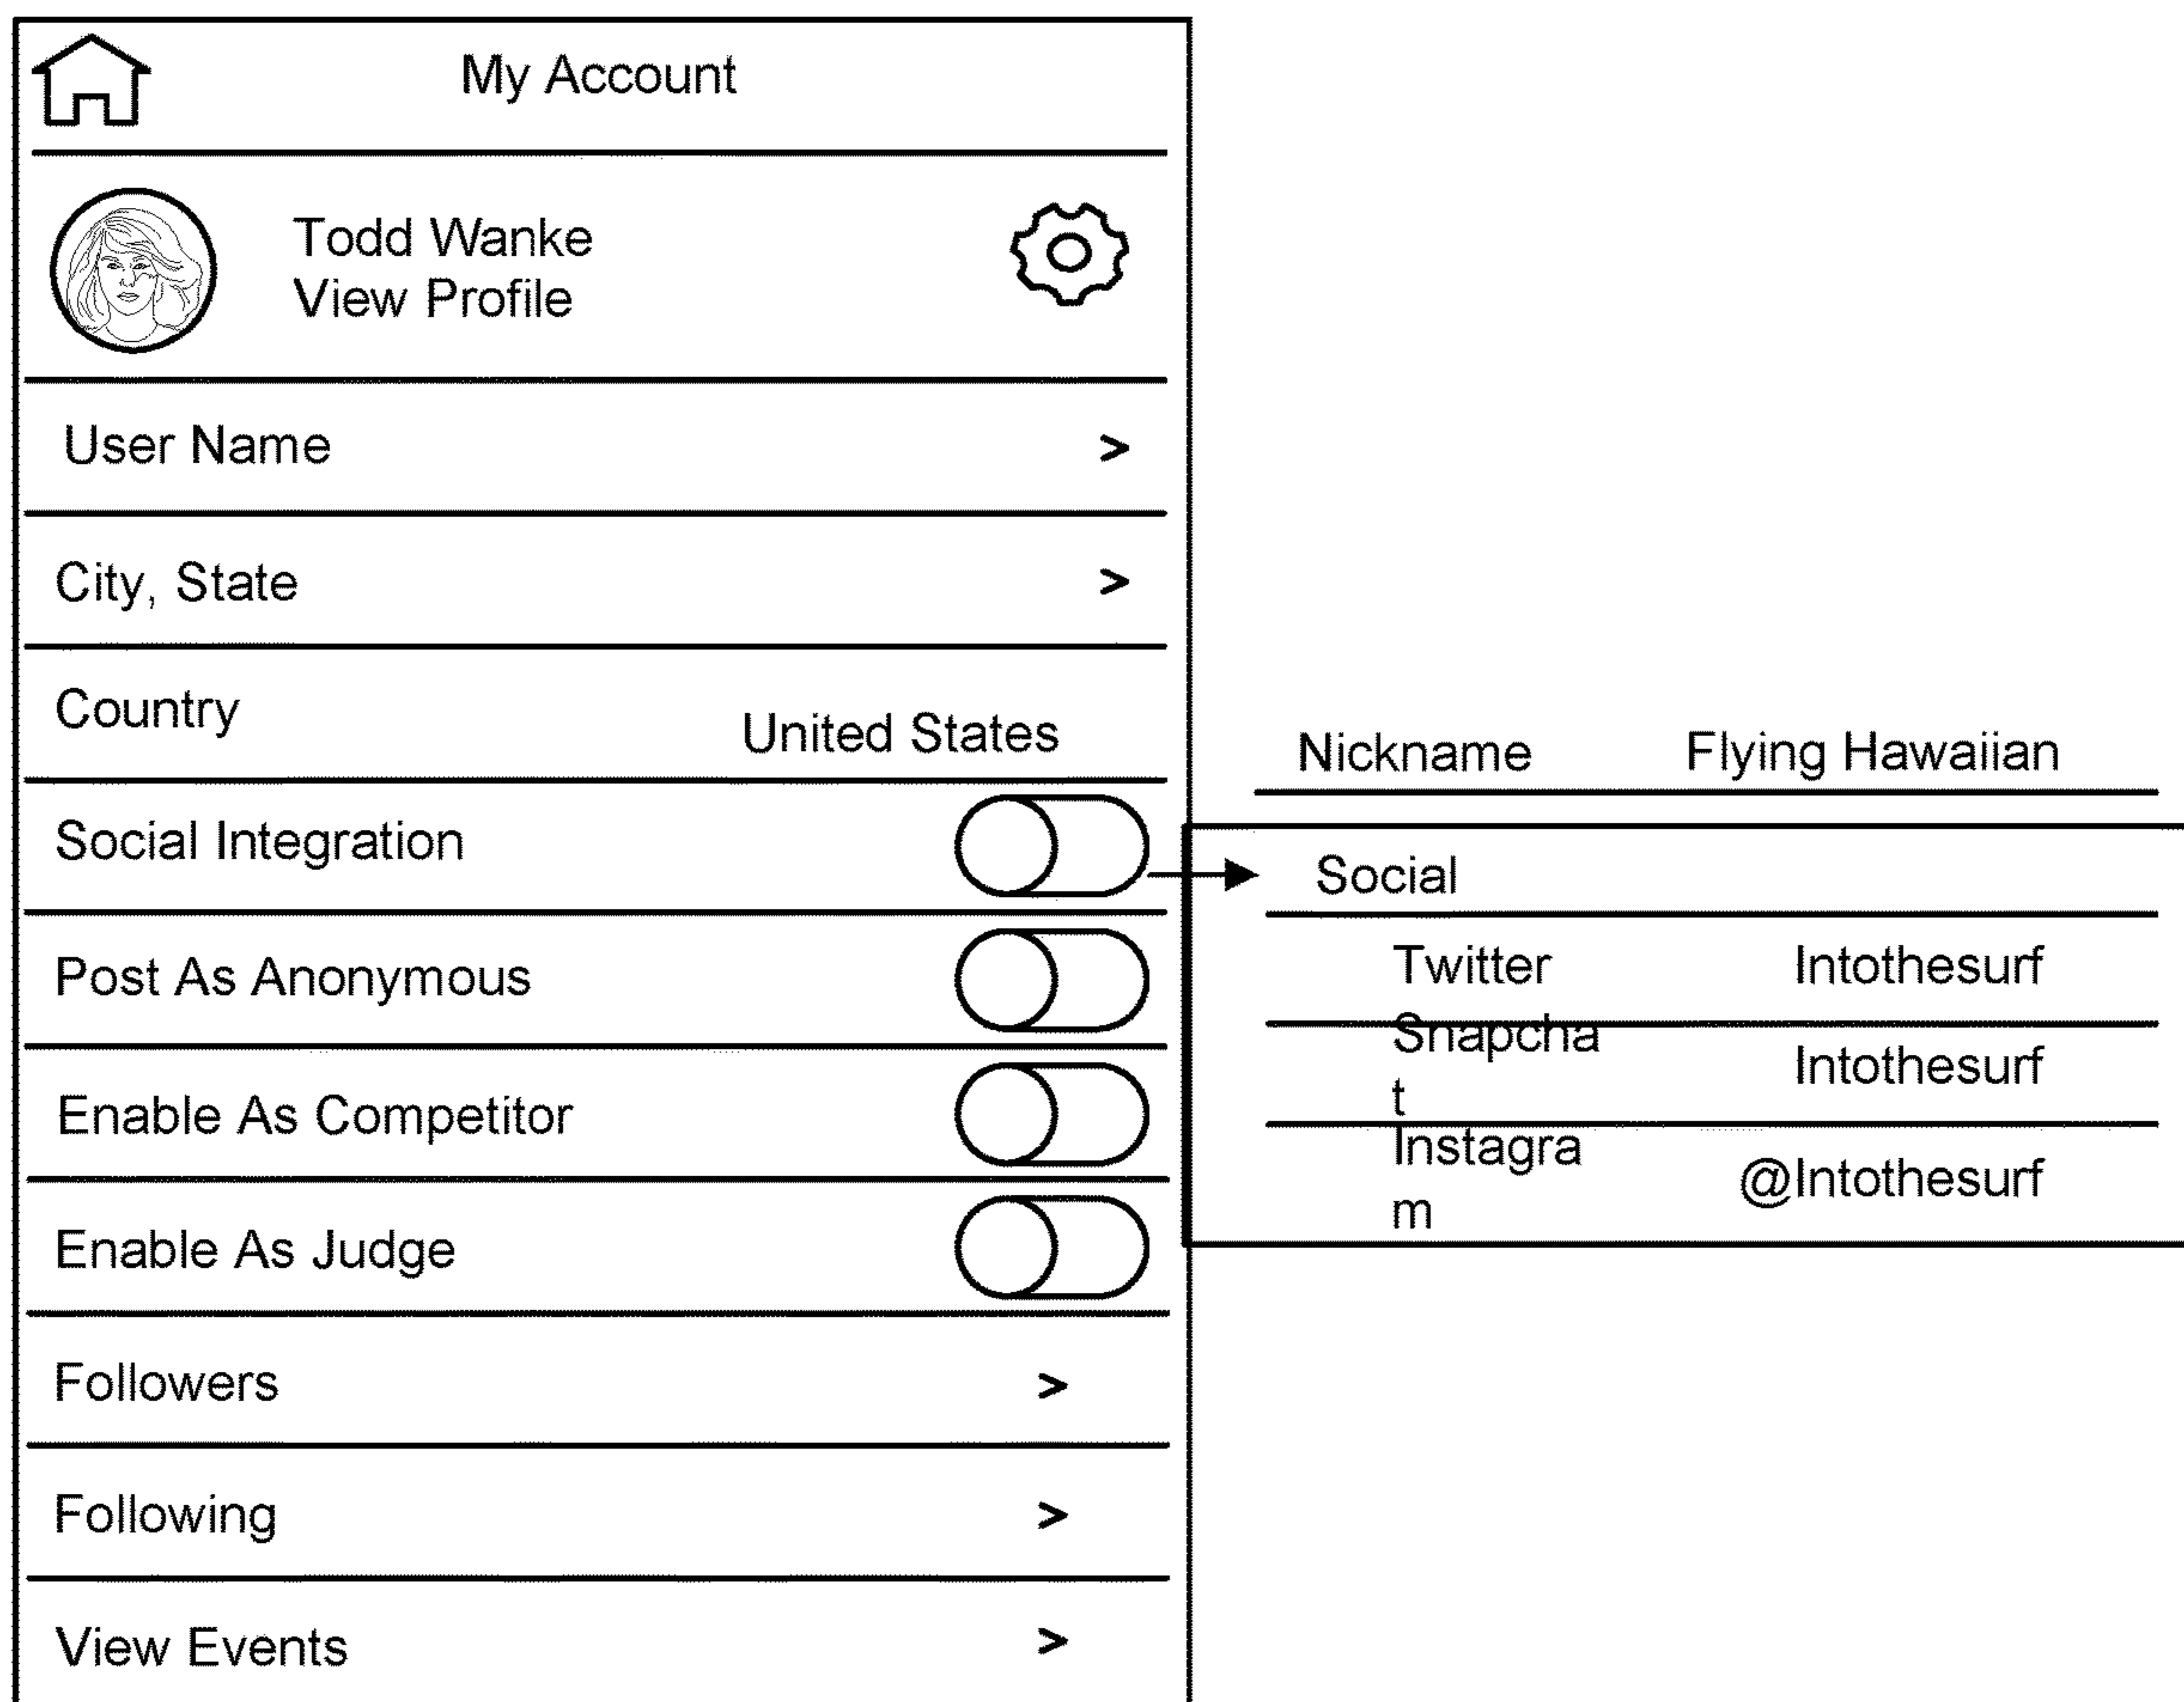 My Account
Todd Wanke
View Profile
User Name >
City, State >
Country United States
Social Integration
Post As Anonymous
Enable As Competitor
Enable As Judge
Followers >
Following >
View Events >
Nickname Flying Hawaiian
Social
Twitter Intothesurf
Snapcha
t Intothesurf
Instagra
m @Intothesurf